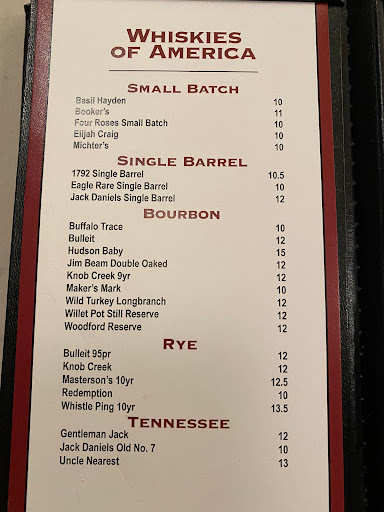 WHISKIES
OF AMERICA
SMALL BATCH
Basil Hayden 10
Booker's 11
Four Roses Small Batch 10
Elijah Craig 10
Michter's 10
SINGLE BARREL
1792 Single Barrel 10.5
Eagle Rare Single Barrel 10
Jack Daniels Single Barrel 12
BOURBON
Buffalo Trace 10
Bulleit 12
Hudson Baby 15
Jim Beam Double Oaked 12
Knob Creek 9yr 12
Maker's Mark 10
Wild Turkey Longbranch 12
Willet Pot Still Reserve 12
Woodford Reserve 12
RYE
Bulleit 95pr 12
Knob Creek 12
Masterson's 10yr 12.5
Redemption 10
Whistle Ping 10yr 13.5
TENNESSEE
Gentleman Jack 12
Jack Daniels Old No. 7 10
Uncle Nearest 13